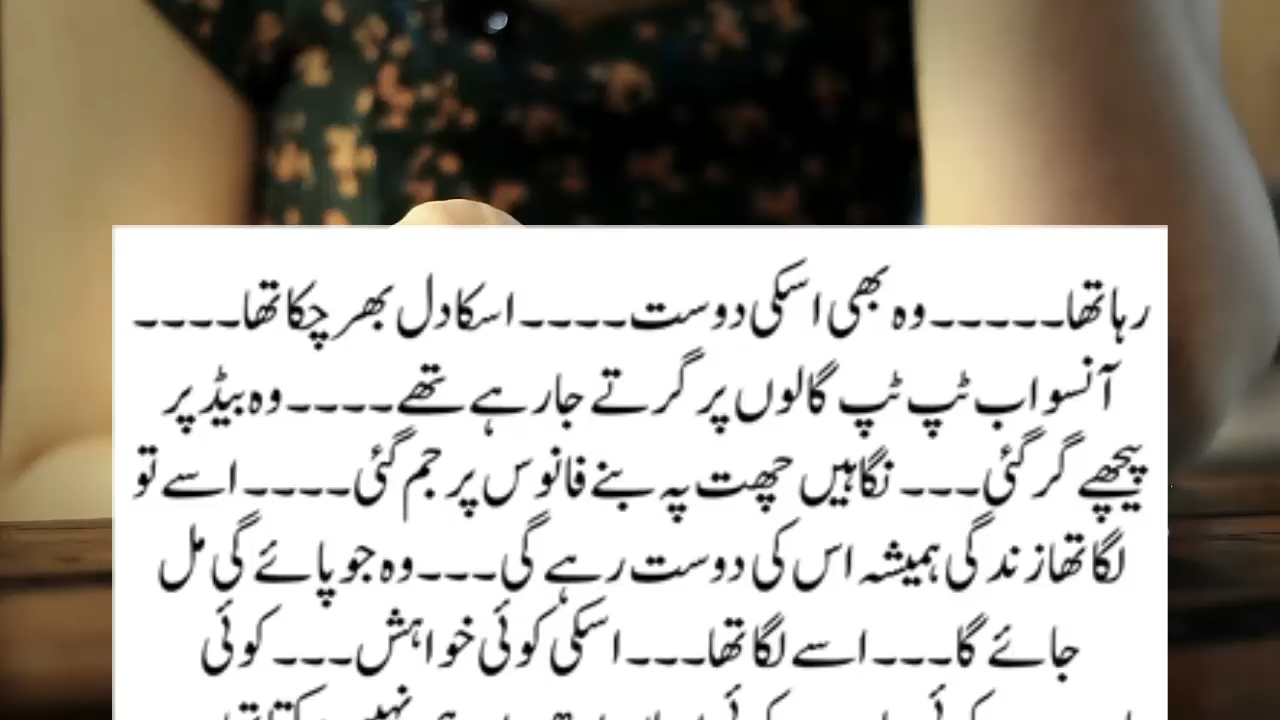 رہا تھا۔۔۔۔۔وہ بھی اسکی دوست۔۔۔۔اسکا دل بھر چکا تھا۔۔۔۔
آنسو اب ٹپ ٹپ گالوں پر گرتے جا رہے تھے۔۔۔۔وہ بیڈ پر
پیچھے گر گئی۔۔۔نگاہیں چھت پہ بنے فانوس پر جم گئی۔۔۔۔اسے تو
لگا تھا زندگی ہمیشہ اس کی دوست رہے گی۔۔۔وہ جو پائے گی مل
جائے گا۔۔۔اسے لگا تھا۔۔۔اسکی کوئی خواہش۔۔۔کوئی